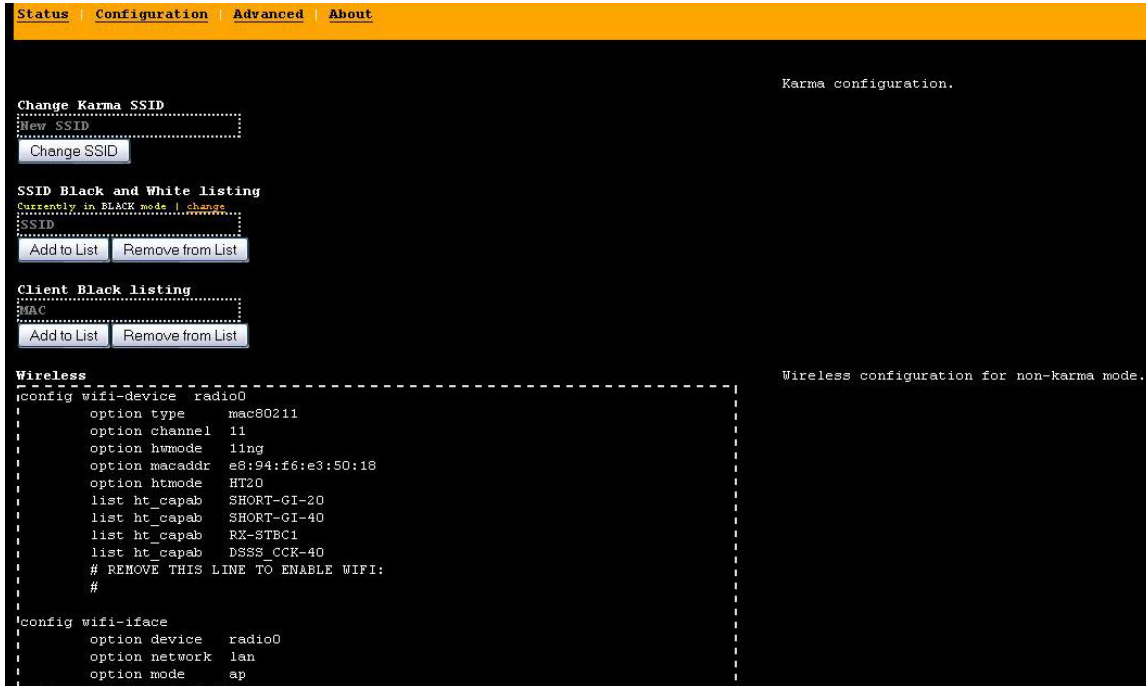 Status | Configuration | Advanced | About
Karma configuration.
Change Karma SSID
New SSID
Change SSID
SSID Black and White listing
Currently in BLACK mode | change
SSID
Add to List Remove from List
Client Black listing
MAC
Add to List Remove from List
Wireless
Wireless configuration for non-karma mode.
config wifi-device radio0
option type mac80211
option channel 11
option hwmode 11ng
option macaddr e8:94:f6:e3:50:18
option htmode HT20
list ht_capab SHORT-GI-20
list ht_capab SHORT-GI-40
list ht_capab RX-STBC1
list ht_capab DSSS_CCK-40
# REMOVE THIS LINE TO ENABLE WIFI:
#
config wifi-iface
option device radio0
option network lan
option mode ap